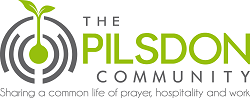 THE
PILSDON
COMMUNITY
Sharing a common life of prayer, hospitality and work